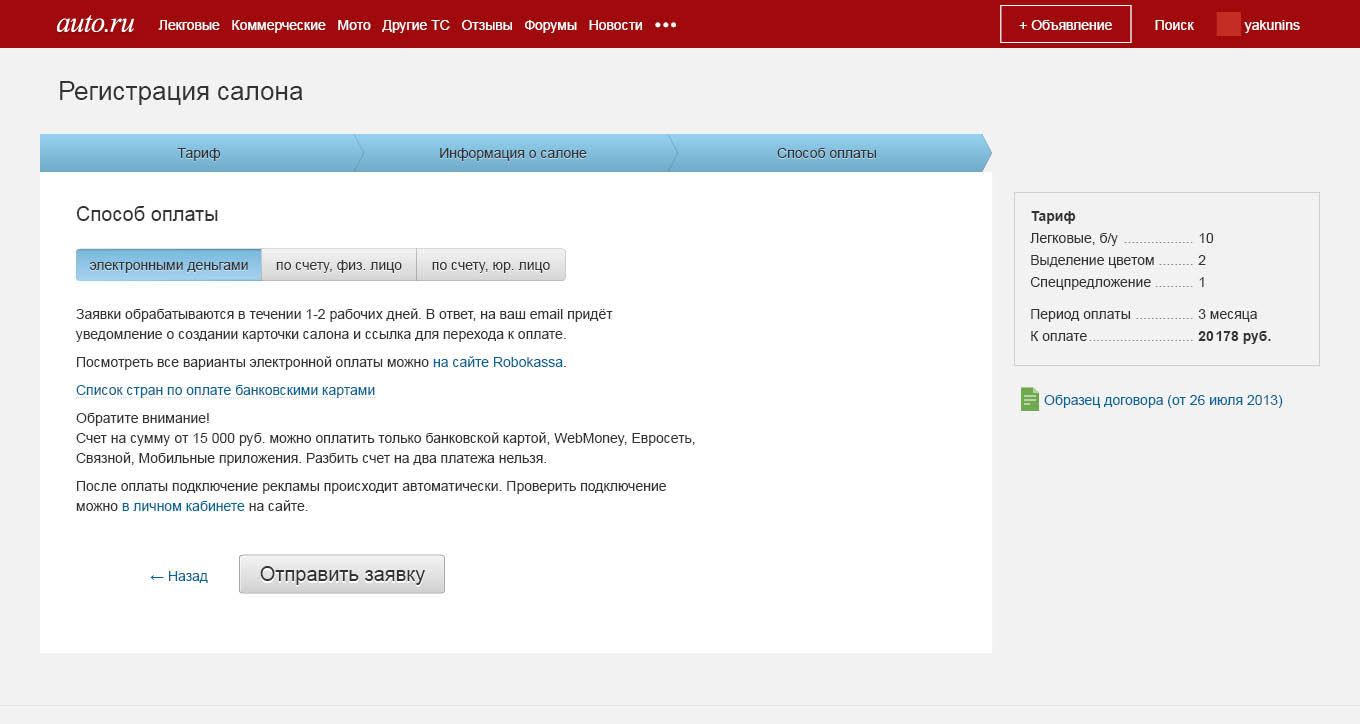 auto.ru Легковые Коммерческие Мото Другие ТС Отзывы Форумы Новости ••• + Объявление Поиск yakunins
Регистрация салона
Тариф Информация о салоне Способ оплаты
Способ оплаты
электронными деньгами по счету, физ. лицо по счету, юр. лицо
Заявки обрабатываются в течении 1-2 рабочих дней. В ответ, на ваш email придёт
уведомление о создании карточки салона и ссылка для перехода к оплате.
Посмотреть все варианты электронной оплаты можно на сайте Robokassa.
Список стран по оплате банковскими картами
Обратите внимание!
Счет на сумму от 15 000 руб. можно оплатить только банковской картой, WebMoney, Евросеть,
Связной, Мобильные приложения. Разбить счет на два платежа нельзя.
После оплаты подключение рекламы происходит автоматически. Проверить подключение
можно в личном кабинете на сайте.
← Назад Отправить заявку
Тариф
Легковые, б/у .................. 10
Выделение цветом ......... 2
Спецпредложение .......... 1
Период оплаты ............... 3 месяца
К оплате........................... 20 178 руб.
Образец договора (от 26 июля 2013)